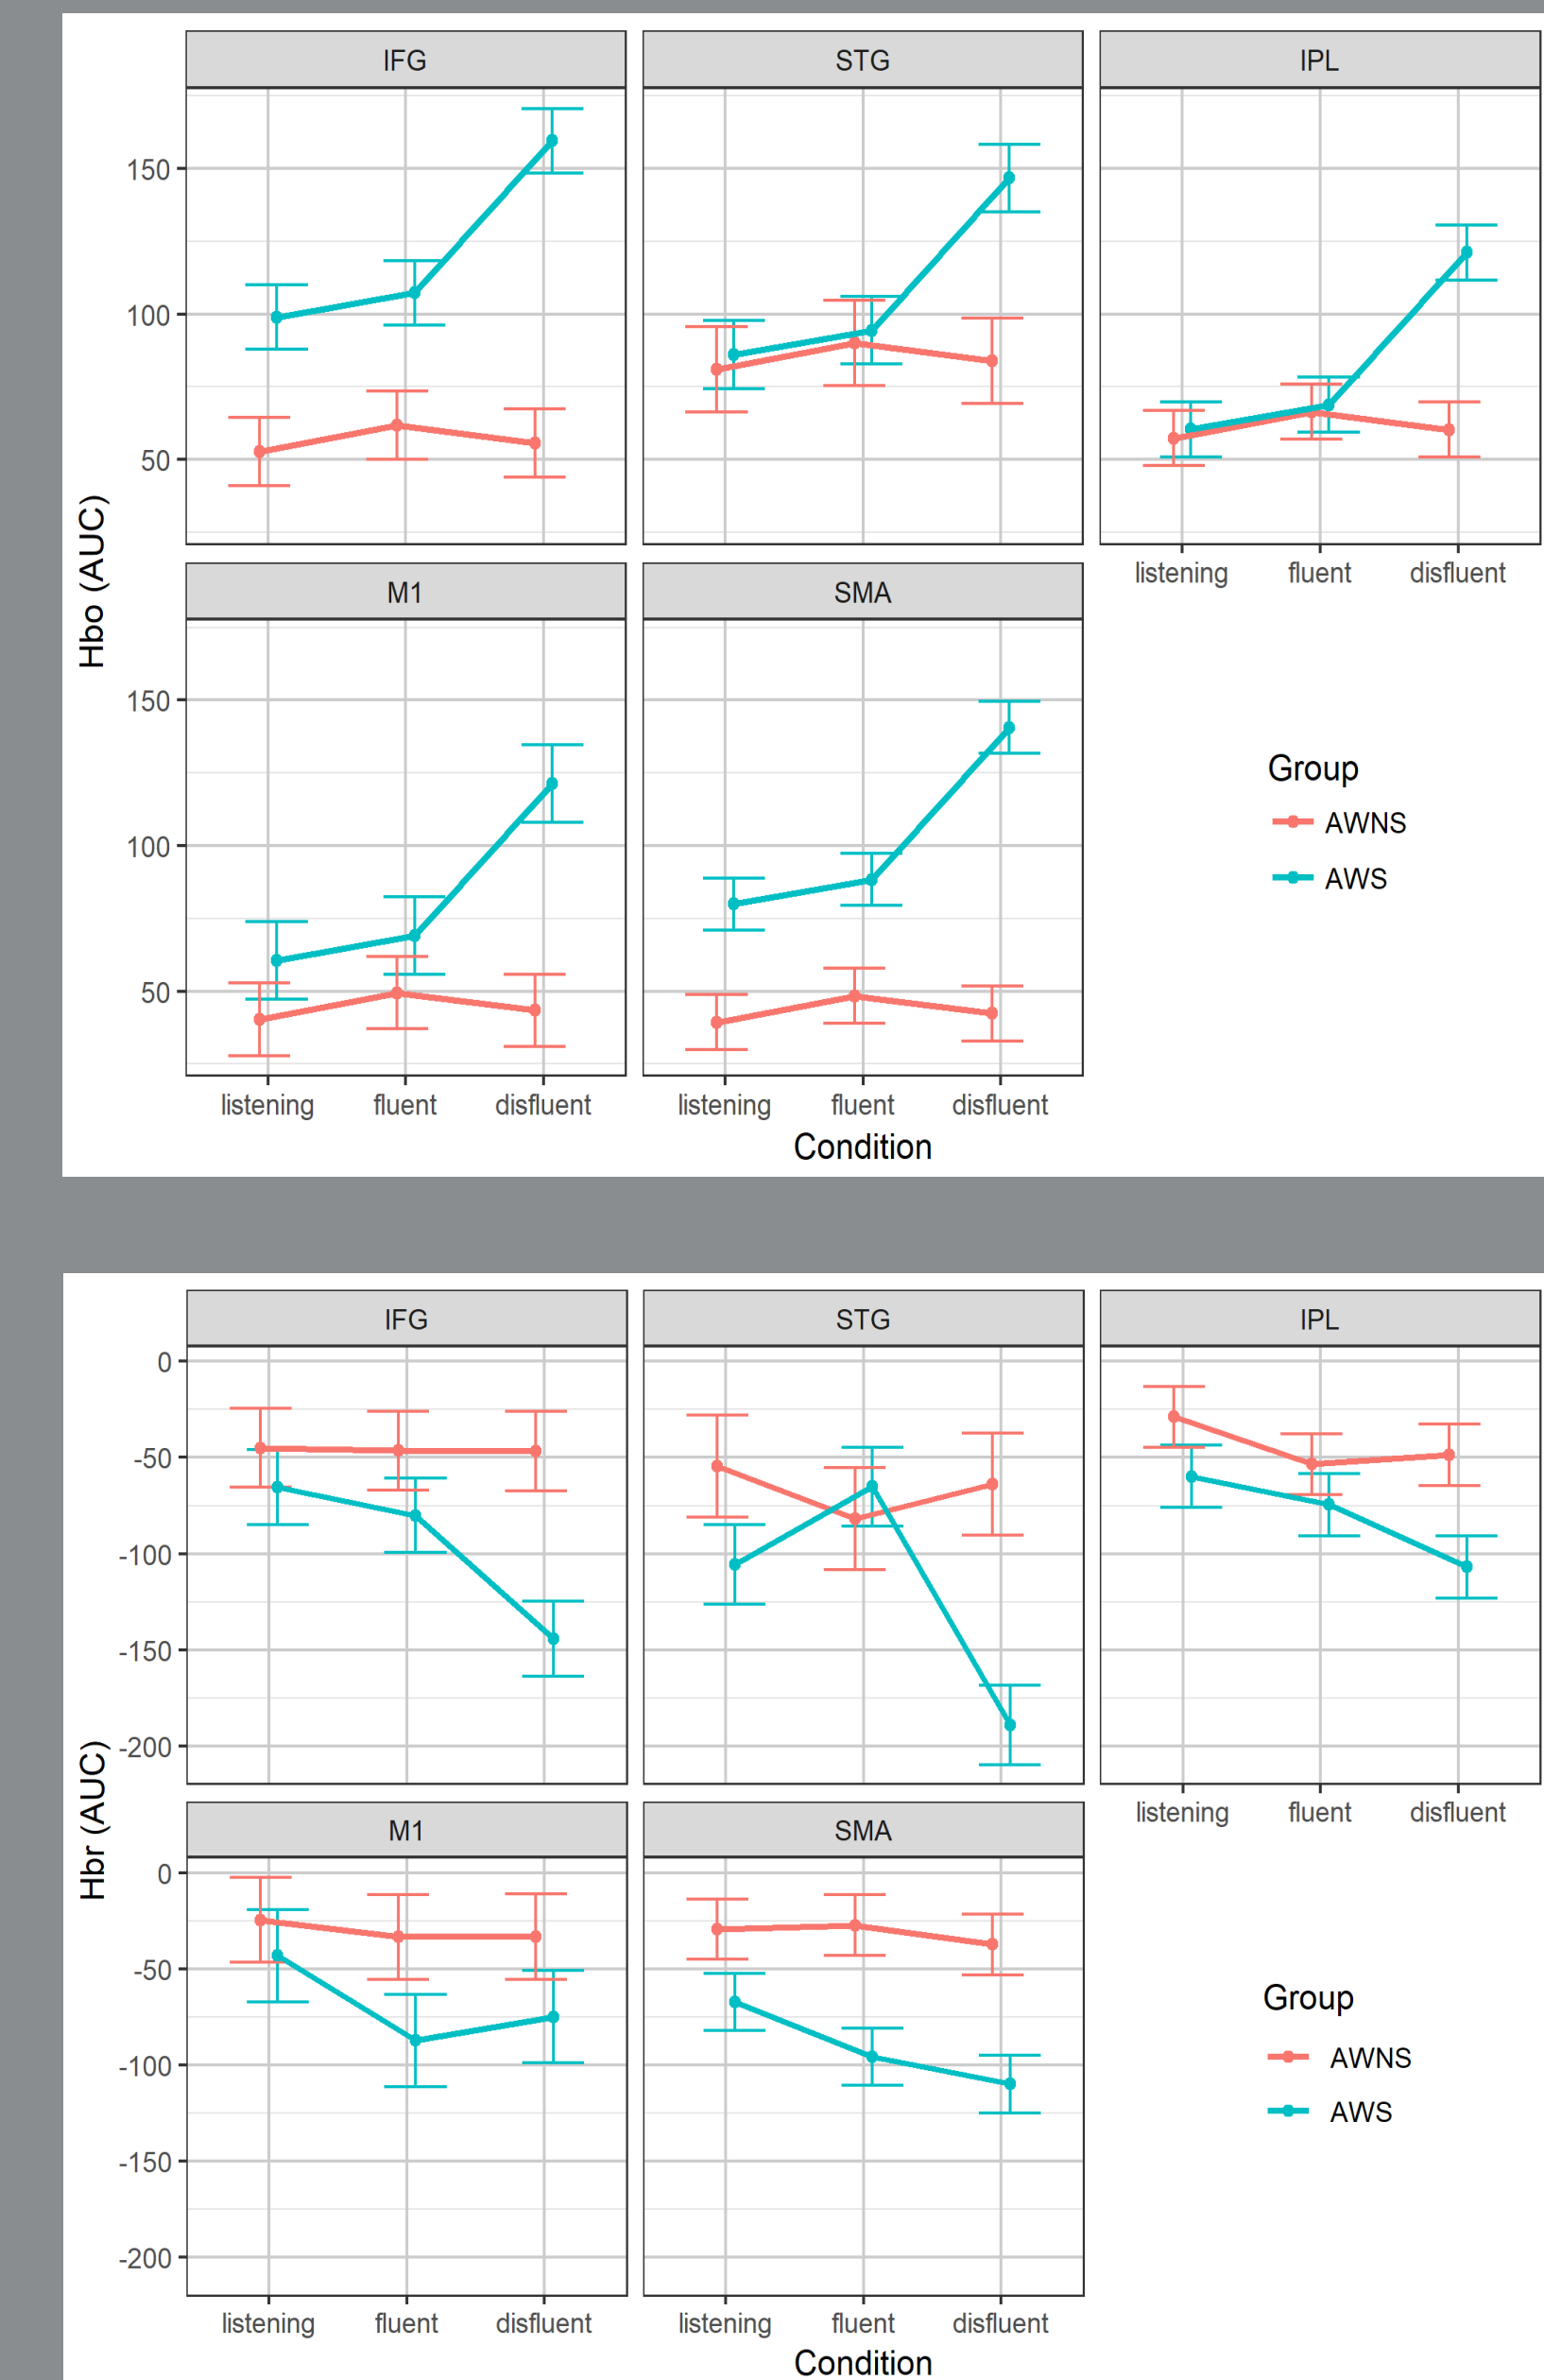 IFG STG IPL
150
100
50
listening fluent disfluent
M1 SMA
Hbo (AUC)
150
100
50
Group
AWNS
AWS
listening fluent disfluent listening fluent disfluent
Condition
IFG STG IPL
0
-50
-100
-150
-200
listening fluent disfluent
M1 SMA
Hbr (AUC)
0
-50
-100
-150
-200
Group
AWNS
AWS
listening fluent disfluent listening fluent disfluent
Condition